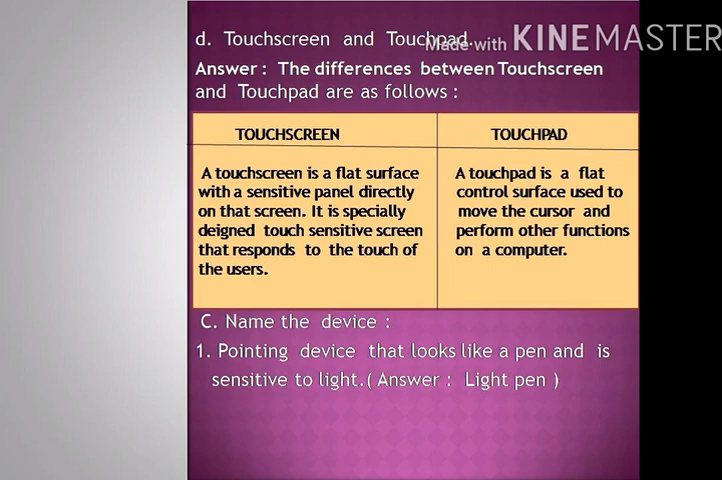 d. Touchscreen and Touchpad.
Made with KINEMASTER
Answer : The differences between Touchscreen
and Touchpad are as follows :
TOUCHSCREEN
A touchscreen is a flat surface
with a sensitive panel directly
on that screen. It is specially
deigned touch sensitive screen
that responds to the touch of
the users.
TOUCHPAD
A touchpad is a flat
control surface used to
move the cursor and
perform other functions
on a computer.
C. Name the device :
1. Pointing device that looks like a pen and is
sensitive to light.( Answer : Light pen )